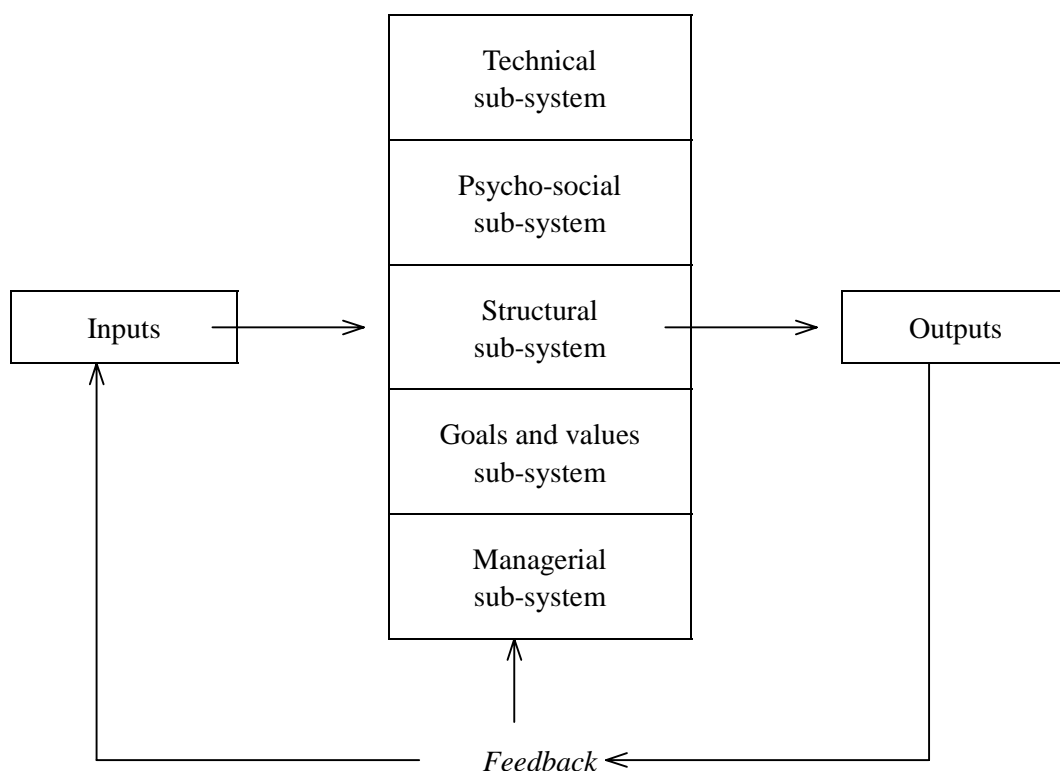 Technical
sub-system
Psycho-social
sub-system
Inputs
Structural
sub-system
Outputs
Goals and values
sub-system
Managerial
sub-system
Feedback